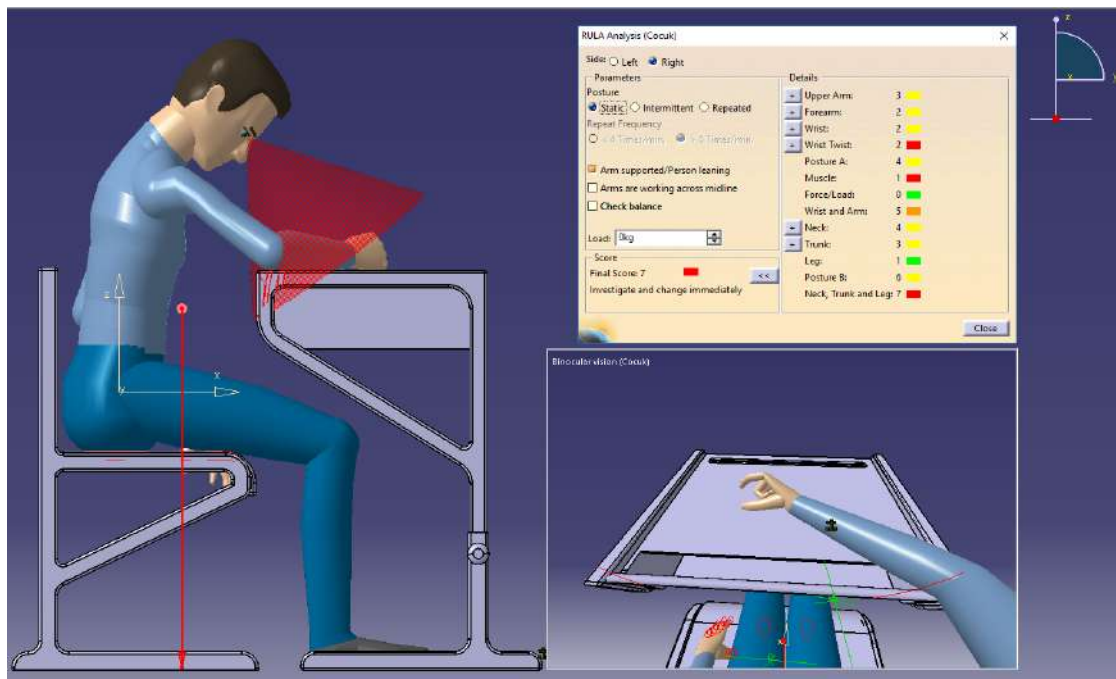 RULA Analysis (Cocuk)
Side: Left Right
Parameters
Posture
Static Intermittent Repeated
Repeat Frequency
Arm supported/Person leaning
Arms are working across midline
Check balance
Load: 0kg
Score
Final Score: 7
<<
Investigate and change immediately
Details
Upper Arm: 3
Forearm: 2
Wrist: 2
Wrist Twist: 2
Posture A: 4
Muscle: 1
Force/Load: 0
Wrist and Arm: 5
Neck: 4
Trunk: 3
Leg: 1
Posture B: 6
Neck, Trunk and Leg: 7
Close
Binocular vision (Cocuk)
z
x
y
z
x